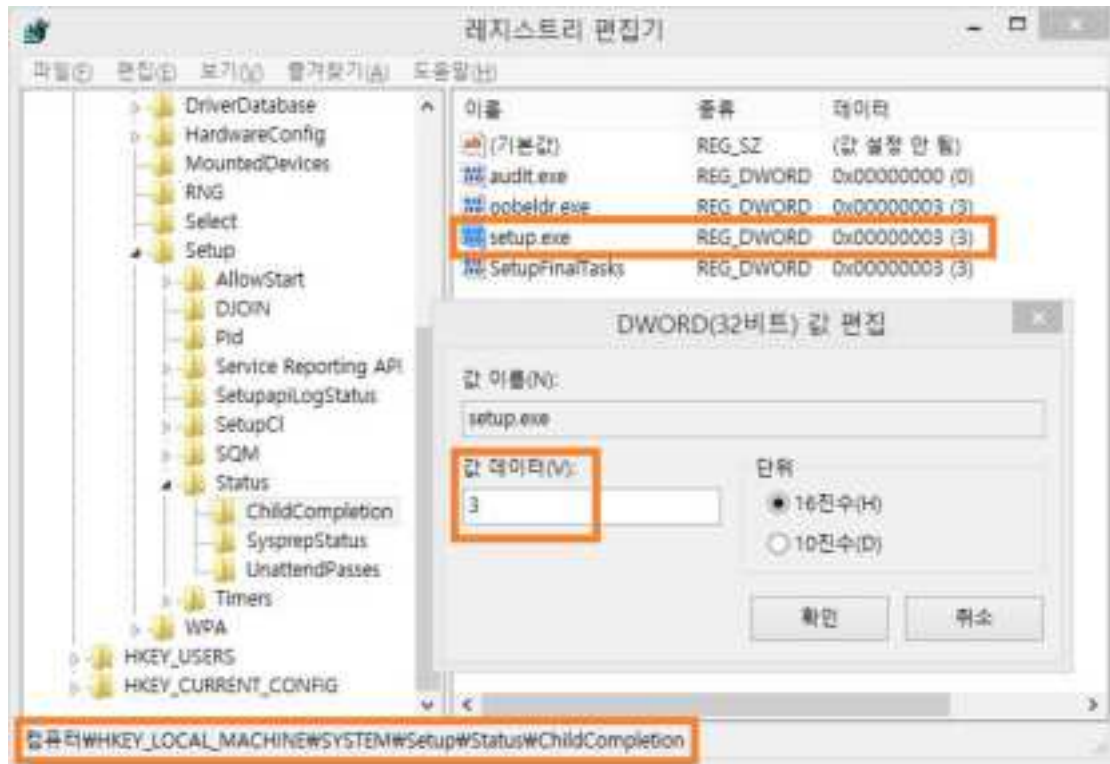 레지스트리 편집기
파일(F) 편집(E) 보기(V) 즐겨찾기(A) 도움말(H)
DriverDatabase
HardwareConfig
MountedDevices
RNG
Select
Setup
AllowStart
DJOIN
Pid
Service Reporting API
SetupapiLogStatus
SetupCl
SQM
Status
ChildCompletion
SysprepStatus
UnattendPasses
Timers
WPA
HKEY_USERS
HKEY_CURRENT_CONFIG
이름 종류 데이터
(기본값) REG_SZ (값 설정 안 됨)
audit.exe REG_DWORD 0x00000000 (0)
oobeldr.exe REG_DWORD 0x00000003 (3)
setup.exe REG_DWORD 0x00000003 (3)
SetupFinalTasks REG_DWORD 0x00000003 (3)
DWORD(32비트) 값 편집
값 이름(N):
setup.exe
값 데이터(V):
3
단위
16진수(H)
10진수(D)
확인 취소
컴퓨터₩HKEY_LOCAL_MACHINE₩SYSTEM₩Setup₩Status₩ChildCompletion